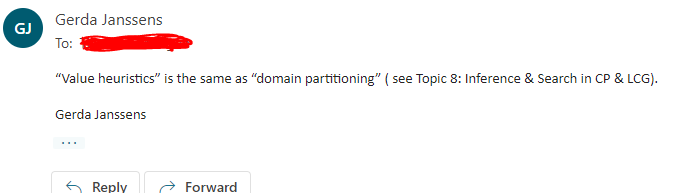 GJ
Gerda Janssens
To:
“Value heuristics” is the same as “domain partitioning” ( see Topic 8: Inference & Search in CP & LCG).
Gerda Janssens
...
Reply Forward